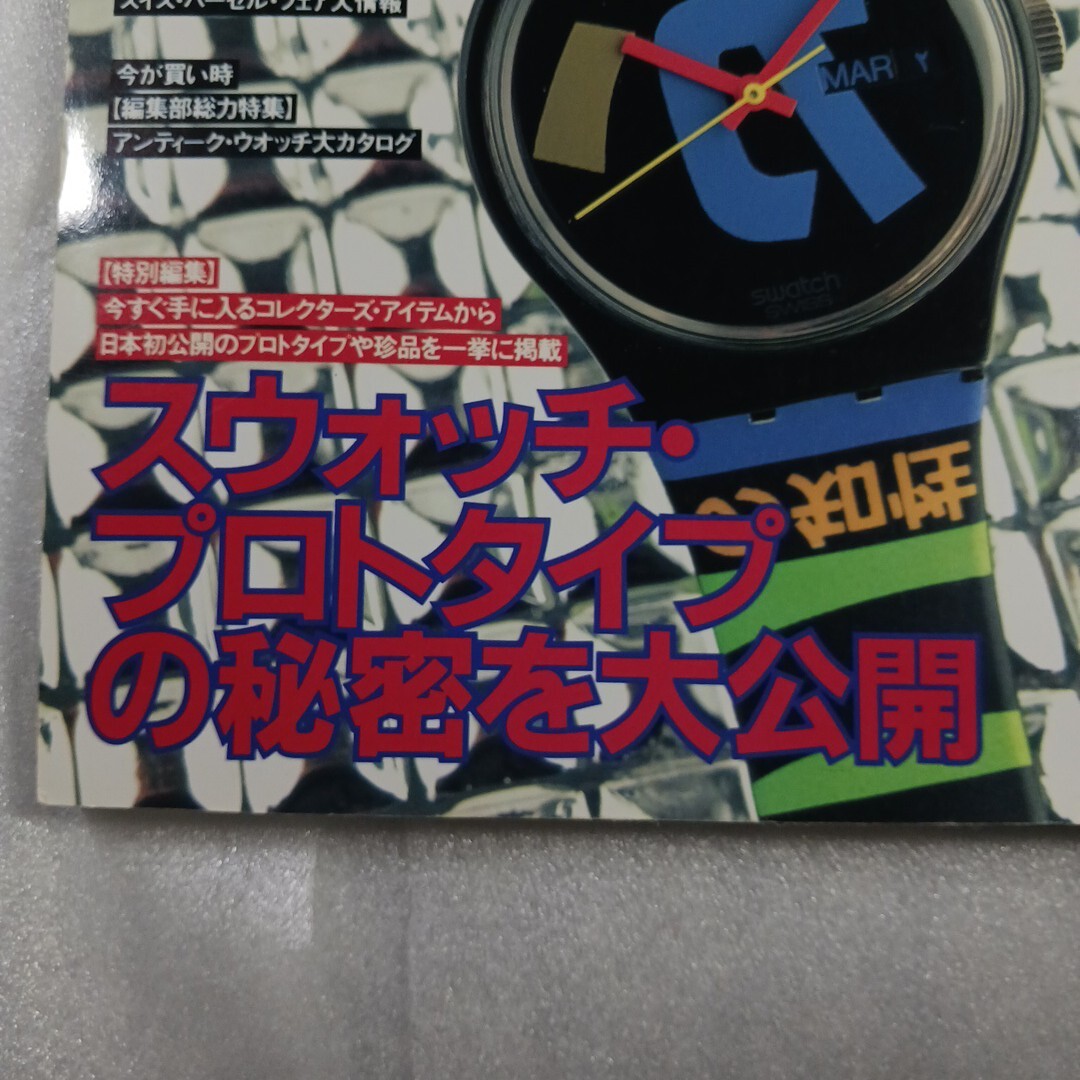 スイス・バーゼル・フェア大情報
今が買い時
【編集部総力特集】
アンティーク・ウオッチ大カタログ
MAR ٢
swatch
SWISS
【特別編集】
今すぐ手に入るコレクターズ・アイテムから
日本初公開のプロトタイプや珍品を一挙に掲載
スウォッチ・
プロトタイプ
の秘密を大公開
の知性